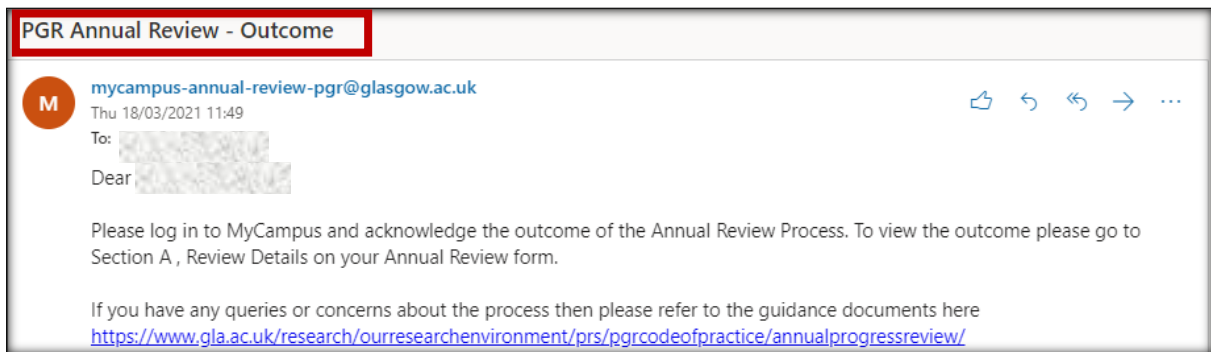 PGR Annual Review - Outcome
M
mycampus-annual-review-pgr@glasgow.ac.uk
Thu 18/03/2021 11:49
To:
Dear
Please log in to MyCampus and acknowledge the outcome of the Annual Review Process. To view the outcome please go to
Section A , Review Details on your Annual Review form.
If you have any queries or concerns about the process then please refer to the guidance documents here
https://www.gla.ac.uk/research/ourresearchenvironment/prs/pgrcodeofpractice/annualprogressreview/